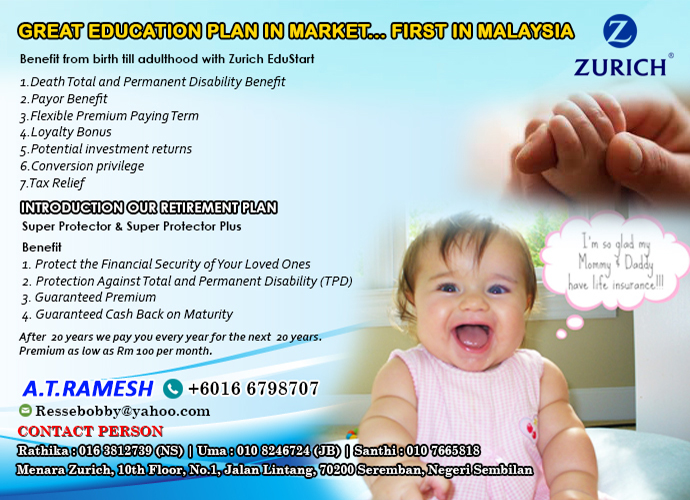 GREAT EDUCATION PLAN IN MARKET... FIRST IN MALAYSIA
Z
ZURICH®
Benefit from birth till adulthood with Zurich EduStart
1.Death Total and Permanent Disability Benefit
2.Payor Benefit
3.Flexible Premium Paying Term
4.Loyalty Bonus
5.Potential investment returns
6.Conversion privilege
7.Tax Relief
INTRODUCTION OUR RETIREMENT PLAN
Super Protector & Super Protector Plus
Benefit
1. Protect the Financial Security of Your Loved Ones
2. Protection Against Total and Permanent Disability (TPD)
3. Guaranteed Premium
4. Guaranteed Cash Back on Maturity
After 20 years we pay you every year for the next 20 years.
Premium as low as Rm 100 per month.
I'm so glad my
Mommy & Daddy
have life insurance!!!
A.T.RAMESH +6016 6798707
Ressebobby@yahoo.com
CONTACT PERSON
Rathika : 016 3812739 (NS) | Uma : 010 8246724 (JB) | Santhi : 010 7665818
Menara Zurich, 10th Floor, No.1, Jalan Lintang, 70200 Seremban, Negeri Sembilan